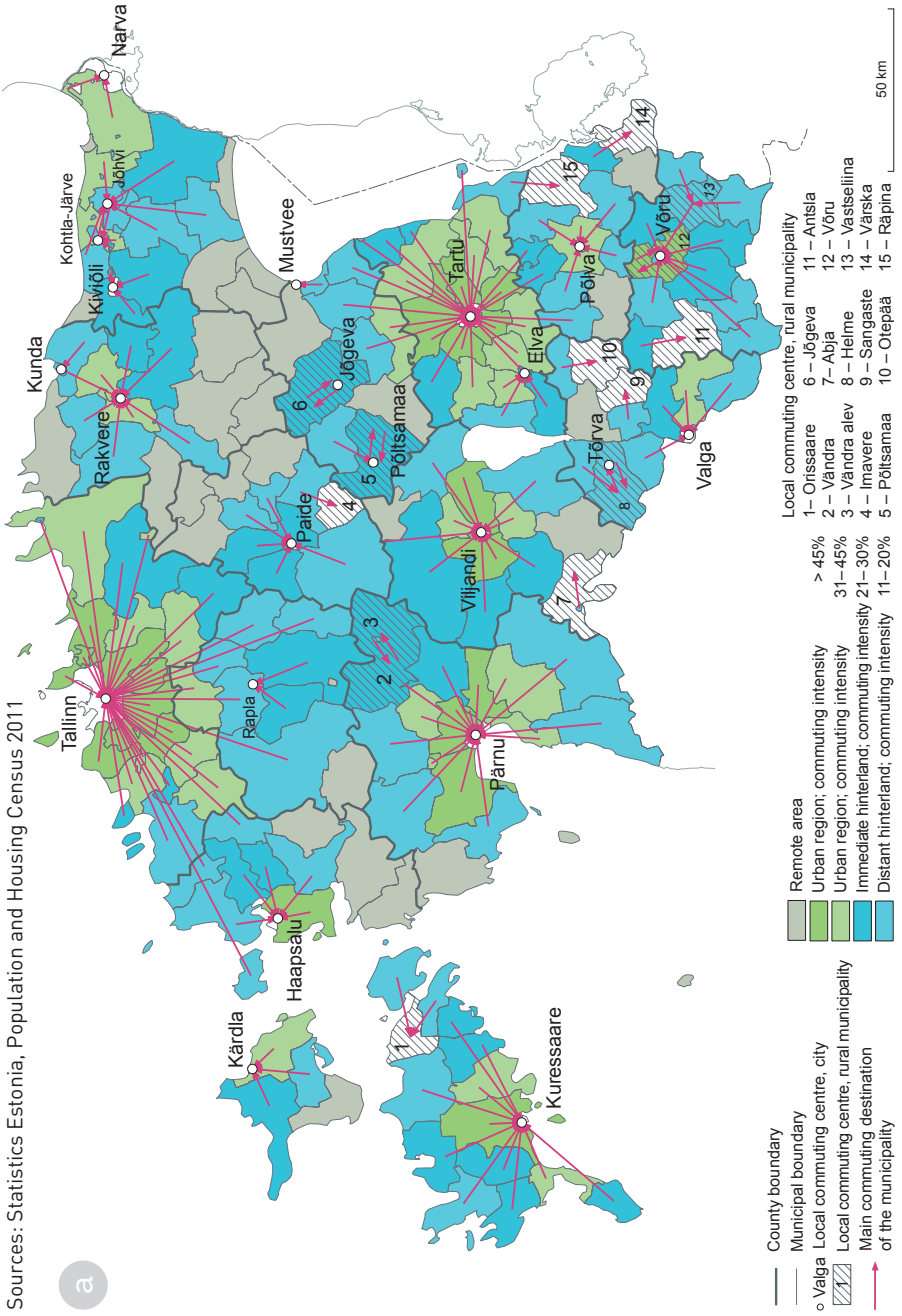 Sources: Statistics Estonia, Population and Housing Census 2011
a
Tallinn
Kunda
Kohtla-Järve
Narva
Rakvere
Kiviõli
Jõhvi
Kärdla
Haapsalu
Rapla
Paide
Mustvee
6
Jõgeva
5
Põltsamaa
4
1
2
3
Kuressaare
Pärnu
Viljandi
Tartu
Elva
7
Tõrva
8
9
10
15
Põlva
14
Valga
11
Võru
12
13
County boundary
Municipal boundary
Valga Local commuting centre, city
1 Local commuting centre, rural municipality
Main commuting destination
of the municipality
Remote area
Urban region; commuting intensity > 45%
Urban region; commuting intensity 31–45%
Immediate hinterland; commuting intensity 21–30%
Distant hinterland; commuting intensity 11–20%
Local commuting centre, rural municipality
1– Orissaare
2 – Vändra
3 – Vändra alev
4 – Imavere
5 – Põltsamaa
6 – Jõgeva
7– Abja
8 – Helme
9 – Sangaste
10 – Otepää
11 – Antsla
12 – Võru
13 – Vastseliina
14 – Värska
15 – Räpina
50 km